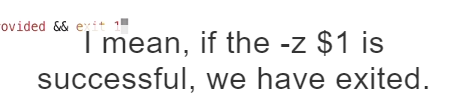 ovided && exit 1
I mean, if the -z $1 is
successful, we have exited.